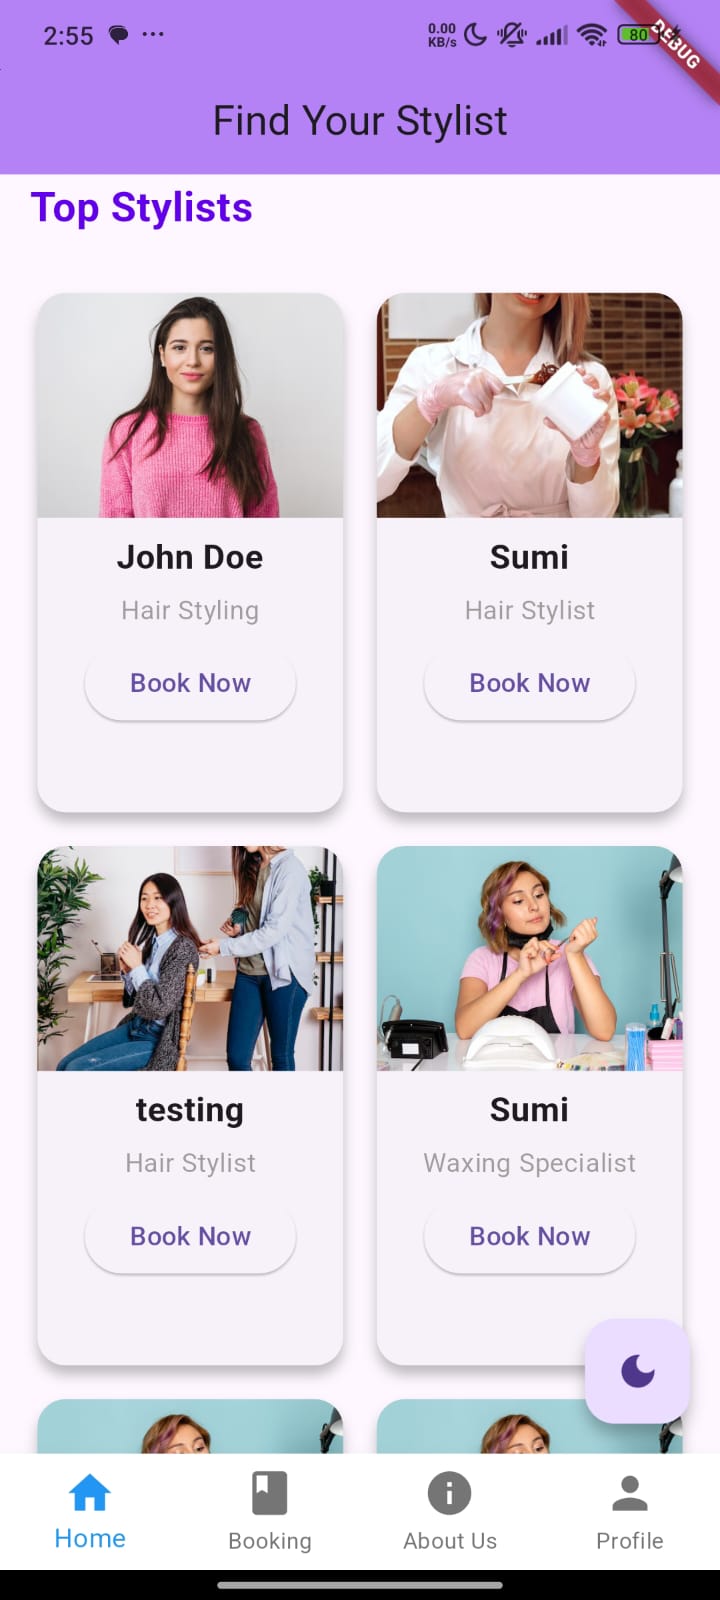 2:55
0.00
KB/s
80
DEBUG
Find Your Stylist
Top Stylists
John Doe
Hair Styling
Book Now
Sumi
Hair Stylist
Book Now
testing
Hair Stylist
Book Now
Sumi
Waxing Specialist
Book Now
Home
Booking
About Us
Profile